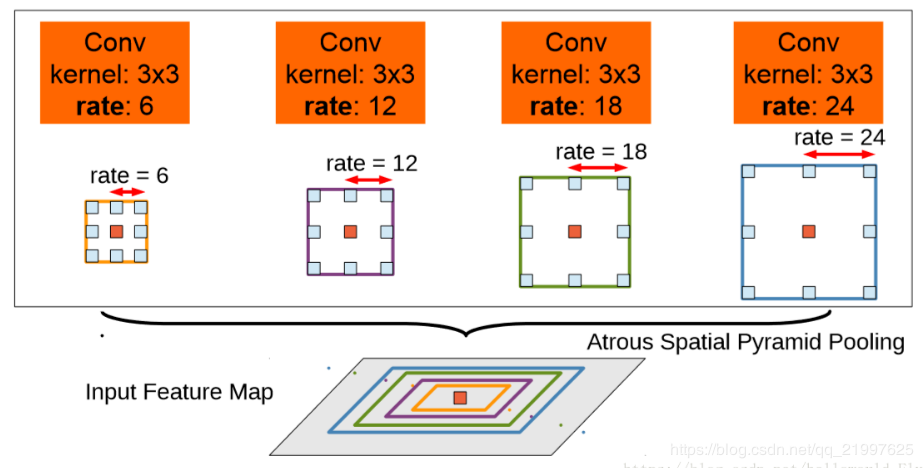 Conv
kernel: 3x3
rate: 6
Conv
kernel: 3x3
rate: 12
Conv
kernel: 3x3
rate: 18
Conv
kernel: 3x3
rate: 24
rate = 6
rate = 12
rate = 18
rate = 24
Atrous Spatial Pyramid Pooling
Input Feature Map
https://blog.csdn.net/qq_21997625